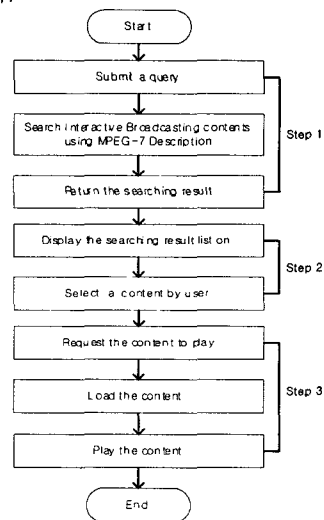 Start
Submit a query
Search Interactive Broadcasting contents
using MPEG-7 Description
Step 1
Return the searching result
Display the searching result list on
Step 2
Select a content by user
Request the content to play
Load the content
Step 3
Play the content
End